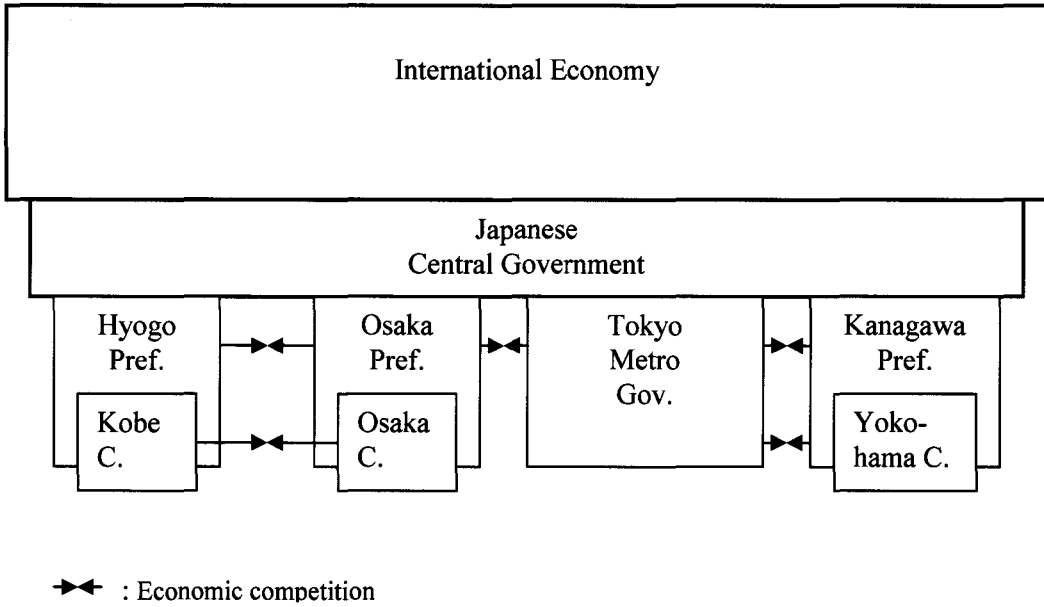 International Economy
Japanese
Central Government
Hyogo
Pref.
Osaka
Pref.
Tokyo
Metro
Gov.
Kanagawa
Pref.
Kobe
C.
Osaka
C.
Yoko-
hama C.
: Economic competition